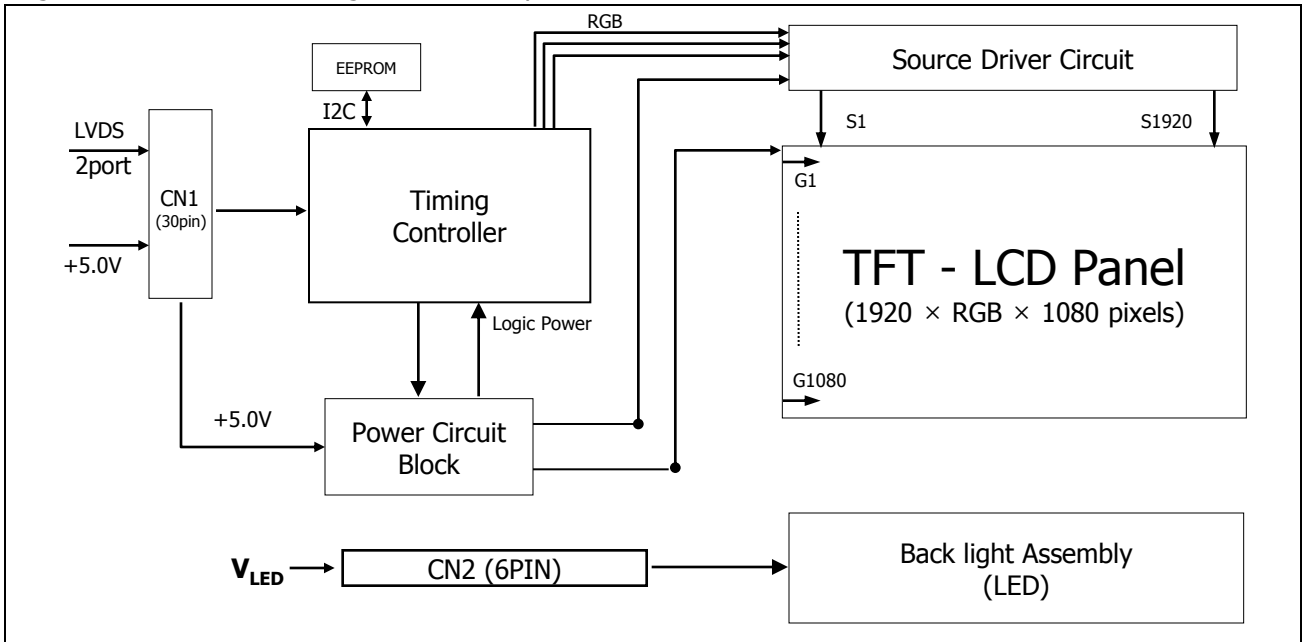 RGB
EEPROM
Source Driver Circuit
I2C
LVDS
2port
S1
S1920
CN1
(30pin)
Timing
Controller
G1
+5.0V
TFT - LCD Panel
(1920 × RGB × 1080 pixels)
Logic Power
G1080
+5.0V
Power Circuit
Block
VLED
CN2 (6PIN)
Back light Assembly
(LED)